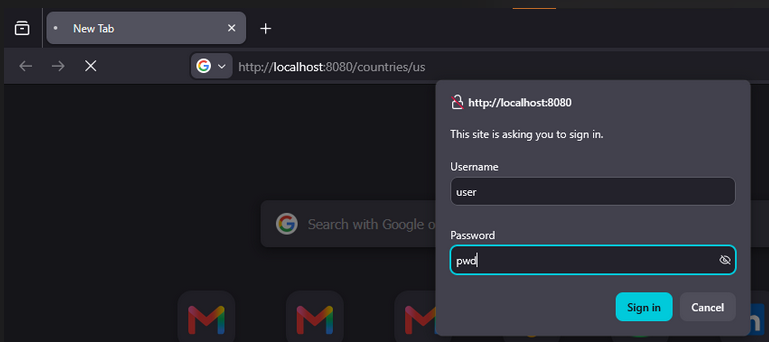 New Tab
http://localhost:8080/countries/us
http://localhost:8080
This site is asking you to sign in.
Username
user
Search with Google o
Password
pwd
Sign in
Cancel